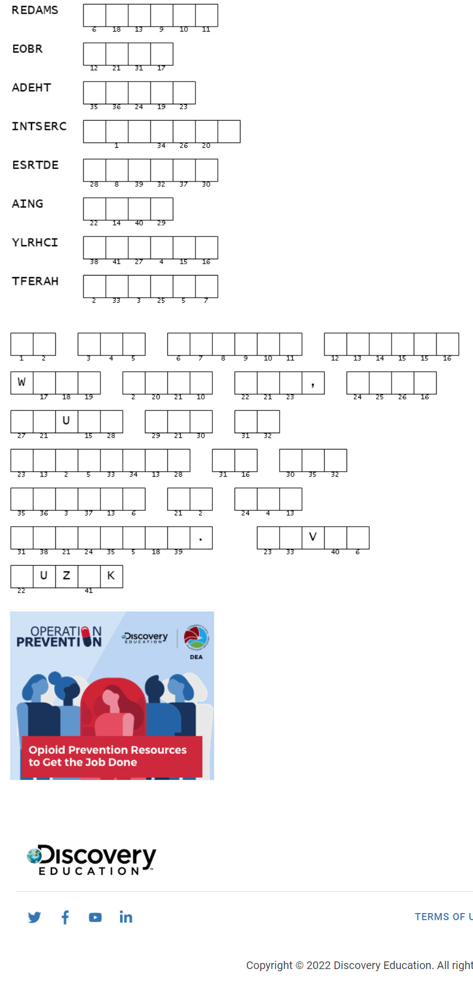 REDAMS
6 18 13 9 10 11
EOBR
12 21 31 17
ADEHT
35 36 24 19 23
INTSERC
1 34 26 20
ESRTDE
28 8 39 32 37 30
AING
22 14 40 29
YLRHCI
38 41 27 4 15 16
TFERAH
2 33 3 25 5 7
1 2 3 4 5 6 7 8 9 10 11 12 13 14 15 15 16
W ,
17 18 19 2 20 21 10 22 21 23 24 25 26 16
U
27 21 15 28 29 21 30 31 32
23 13 2 5 33 34 13 28 31 16 30 35 32
35 36 3 37 13 6 21 2 24 4 13
. V
31 38 21 24 35 5 18 39 23 33 40 6
U Z K
22 41
OPERATION
PREVENTION
Discovery
EDUCATION
DEA
Opioid Prevention Resources
to Get the Job Done
Discovery
EDUCATION™
TERMS OF U
Copyright © 2022 Discovery Education. All right